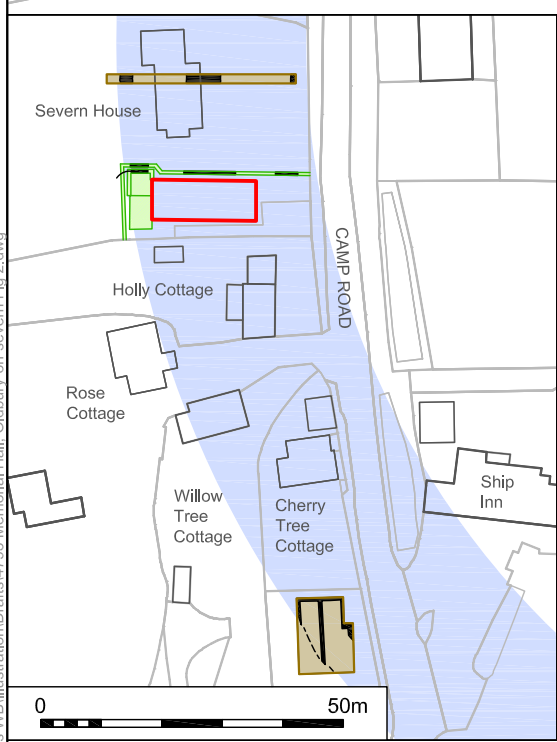 Severn House
CAMP ROAD
Holly Cottage
Rose
Cottage
Willow
Tree
Cottage
Cherry
Tree
Cottage
Ship
Inn
0 50m